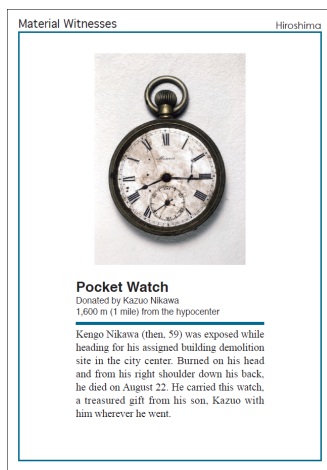 Material Witnesses
Hiroshima
Pocket Watch
Donated by Kazuo Nikawa
1,600 m (1 mile) from the hypocenter
Kengo Nikawa (then, 59) was exposed while
heading for his assigned building demolition
site in the city center. Burned on his head
and from his right shoulder down his back,
he died on August 22. He carried this watch,
a treasured gift from his son, Kazuo with
him wherever he went.